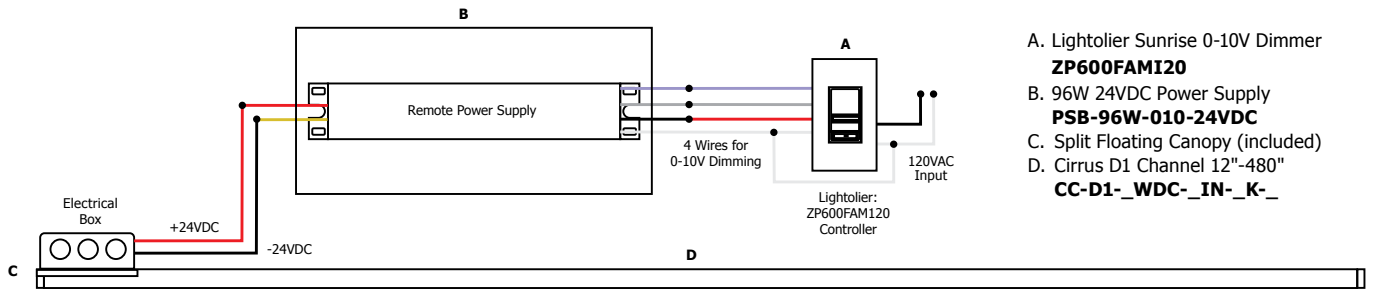 B
A
Remote Power Supply
4 Wires for
0-10V Dimming
120VAC
Input
Lightolier:
ZP600FAM120
Controller
Electrical
Box
+24VDC
-24VDC
C
D
A. Lightolier Sunrise 0-10V Dimmer
ZP600FAMI20
B. 96W 24VDC Power Supply
PSB-96W-010-24VDC
C. Split Floating Canopy (included)
D. Cirrus D1 Channel 12"-480"
CC-D1-_WDC-_IN-_K-_